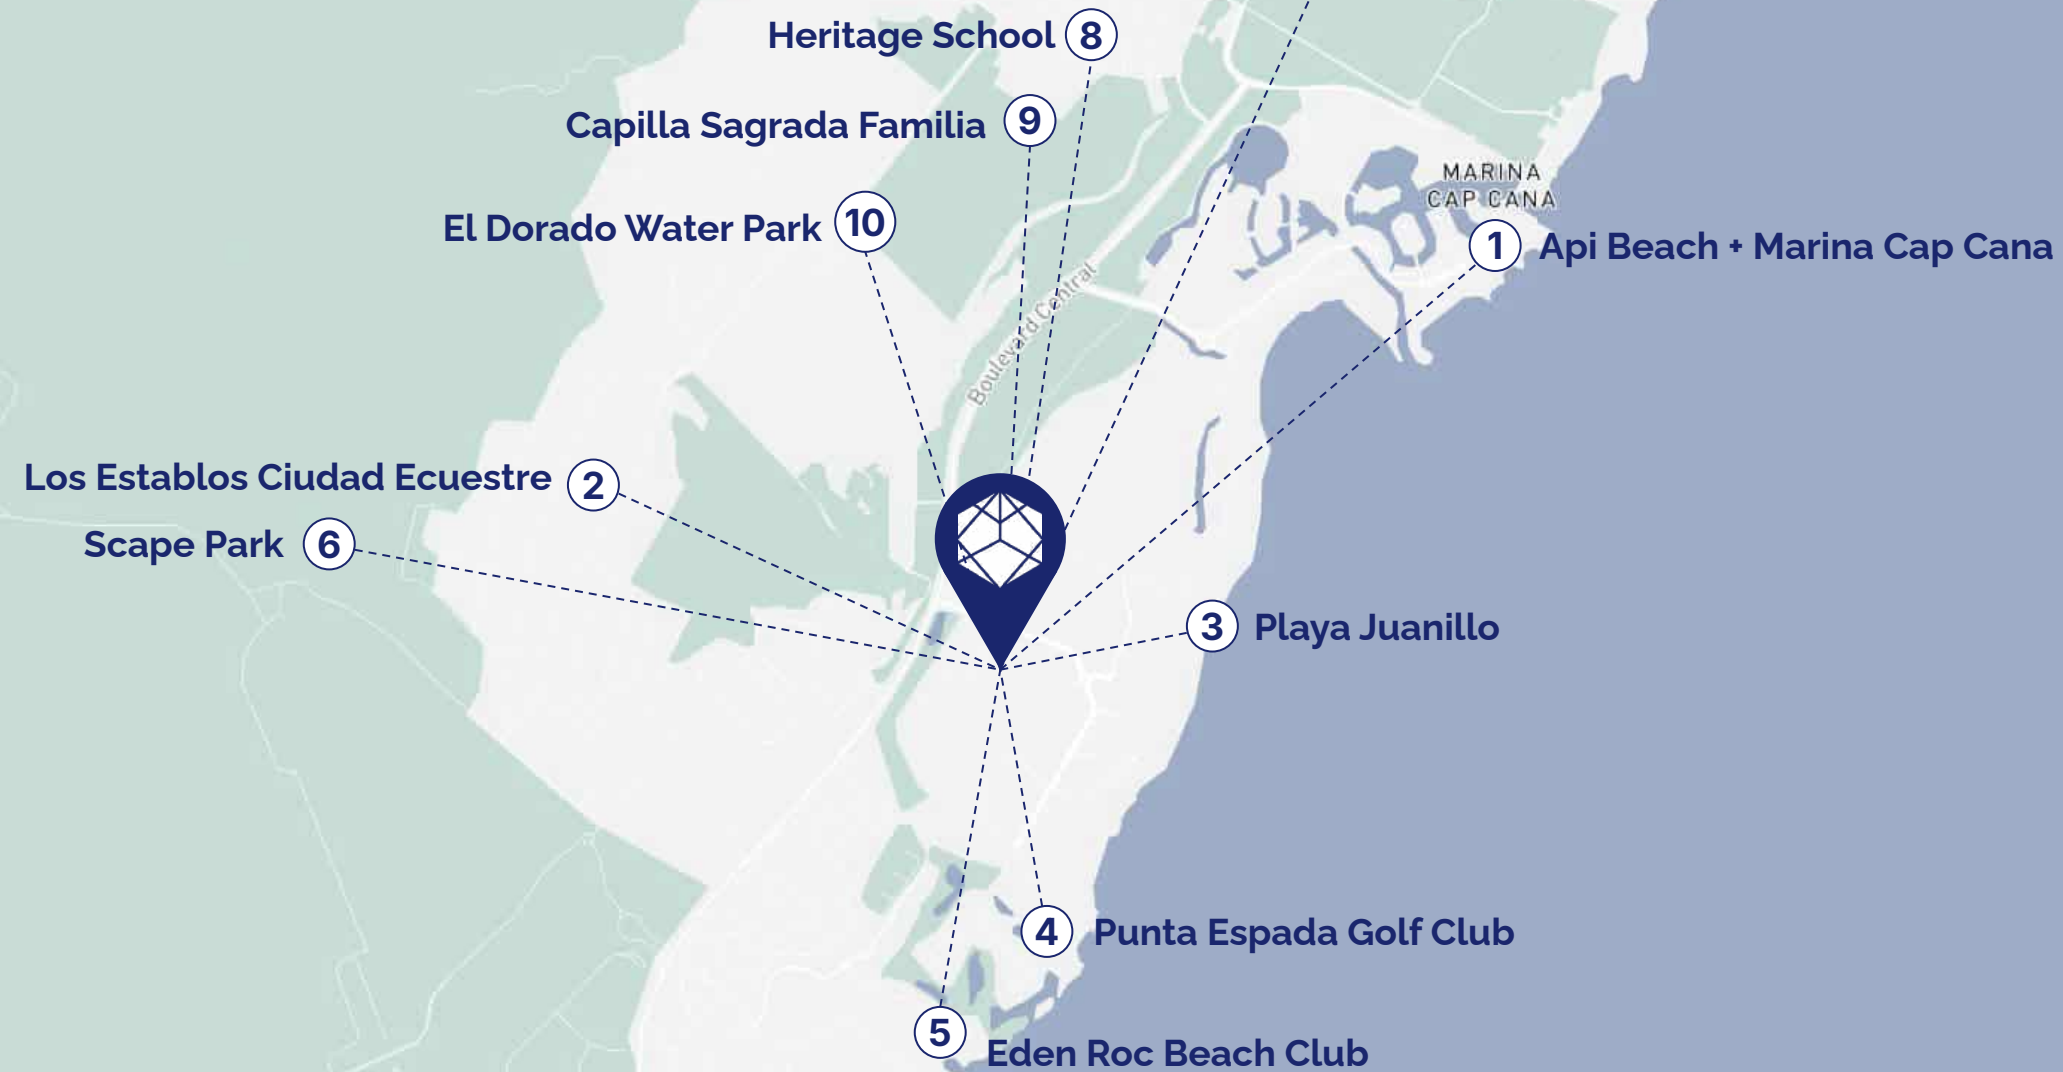 Heritage School 8
Capilla Sagrada Familia 9
MARINA
CAP CANA
El Dorado Water Park 10
1 Api Beach + Marina Cap Cana
Boulevard Central
Los Establos Ciudad Ecuestre 2
Scape Park 6
3 Playa Juanillo
4 Punta Espada Golf Club
5 Eden Roc Beach Club